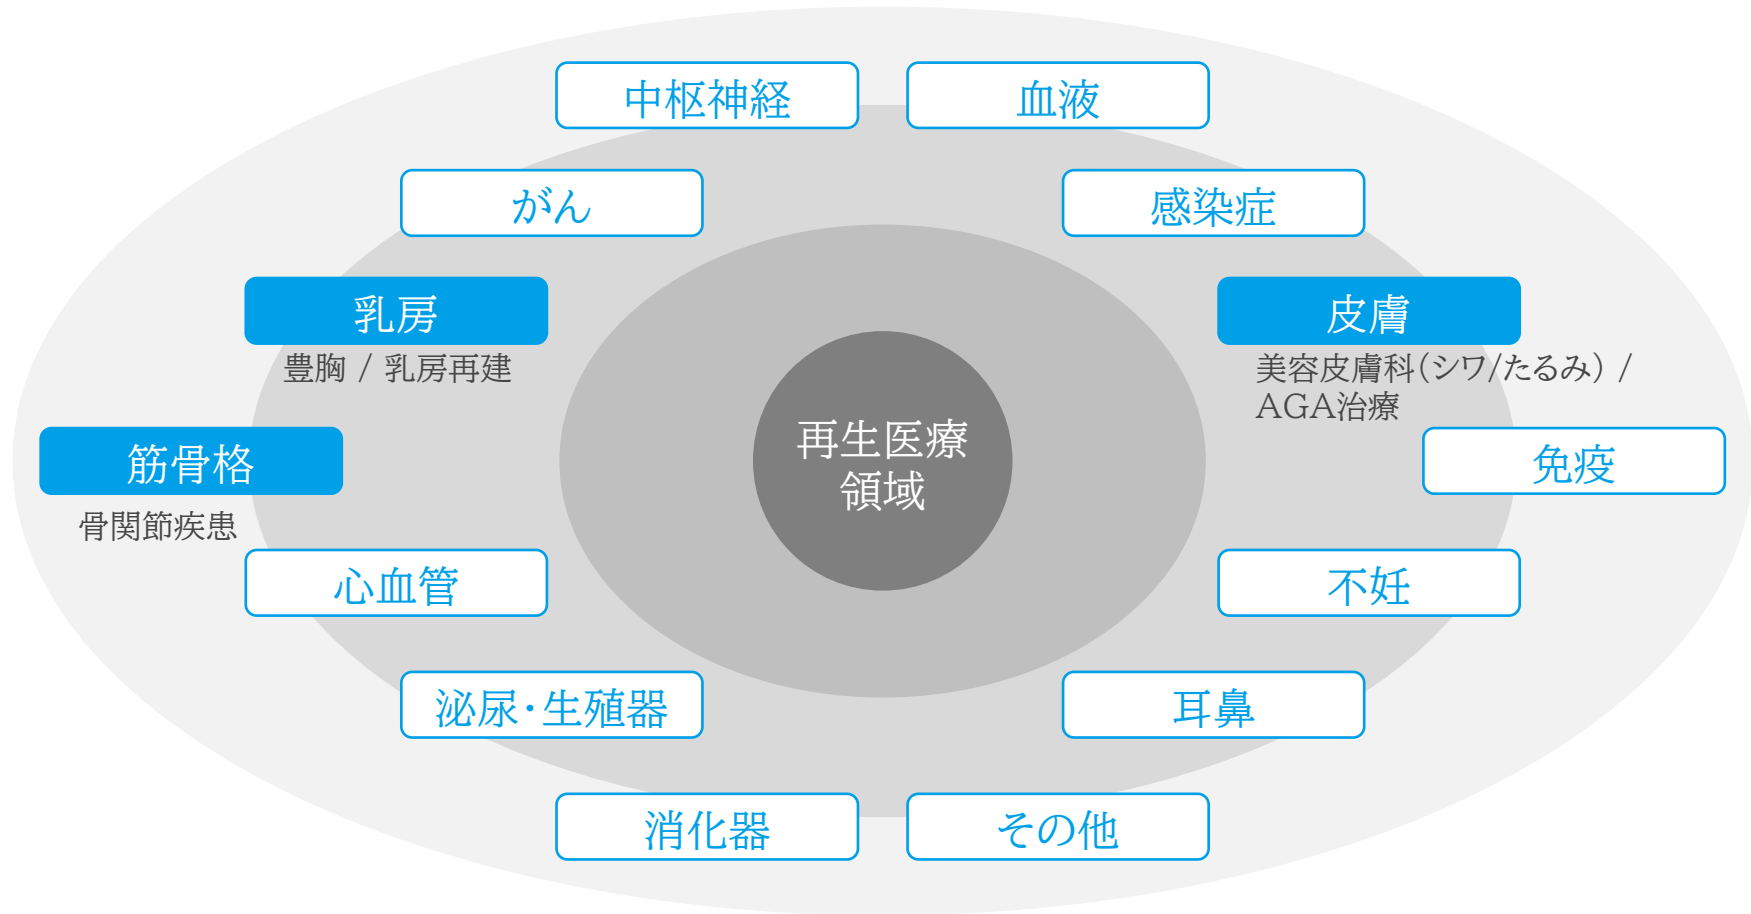 中枢神経
血液
がん
感染症
乳房
豊胸 / 乳房再建
皮膚
美容皮膚科(シワ/たるみ) /
AGA治療
筋骨格
骨関節疾患
再生医療
領域
免疫
心血管
不妊
泌尿・生殖器
耳鼻
消化器
その他